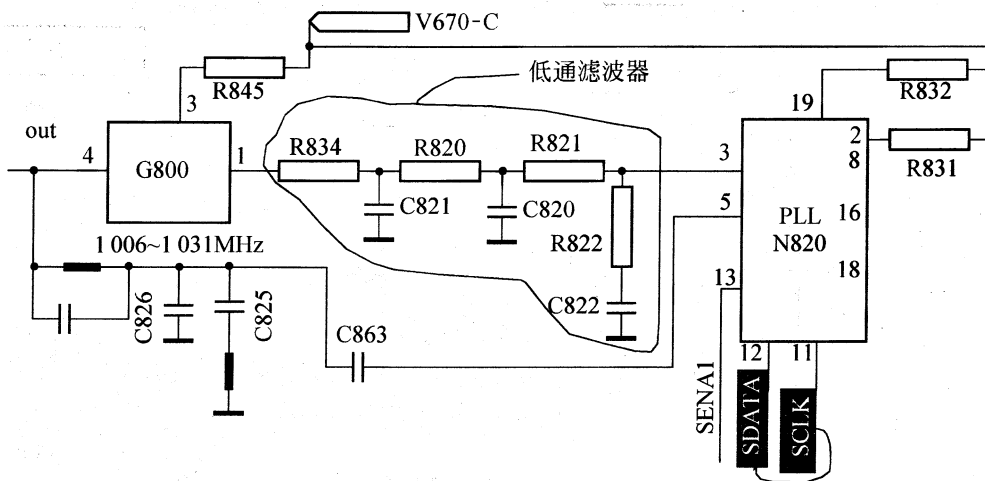 V670-C
低通滤波器
R845
R832
3
19
out
R834
R820
R821
2
4
G800
1
3
8
R831
C821
C820
5
PLL
16
N820
R822
1 006~1 031MHz
18
13
C826
C825
C822
C863
12
11
SENA1
SDATA
SCLK